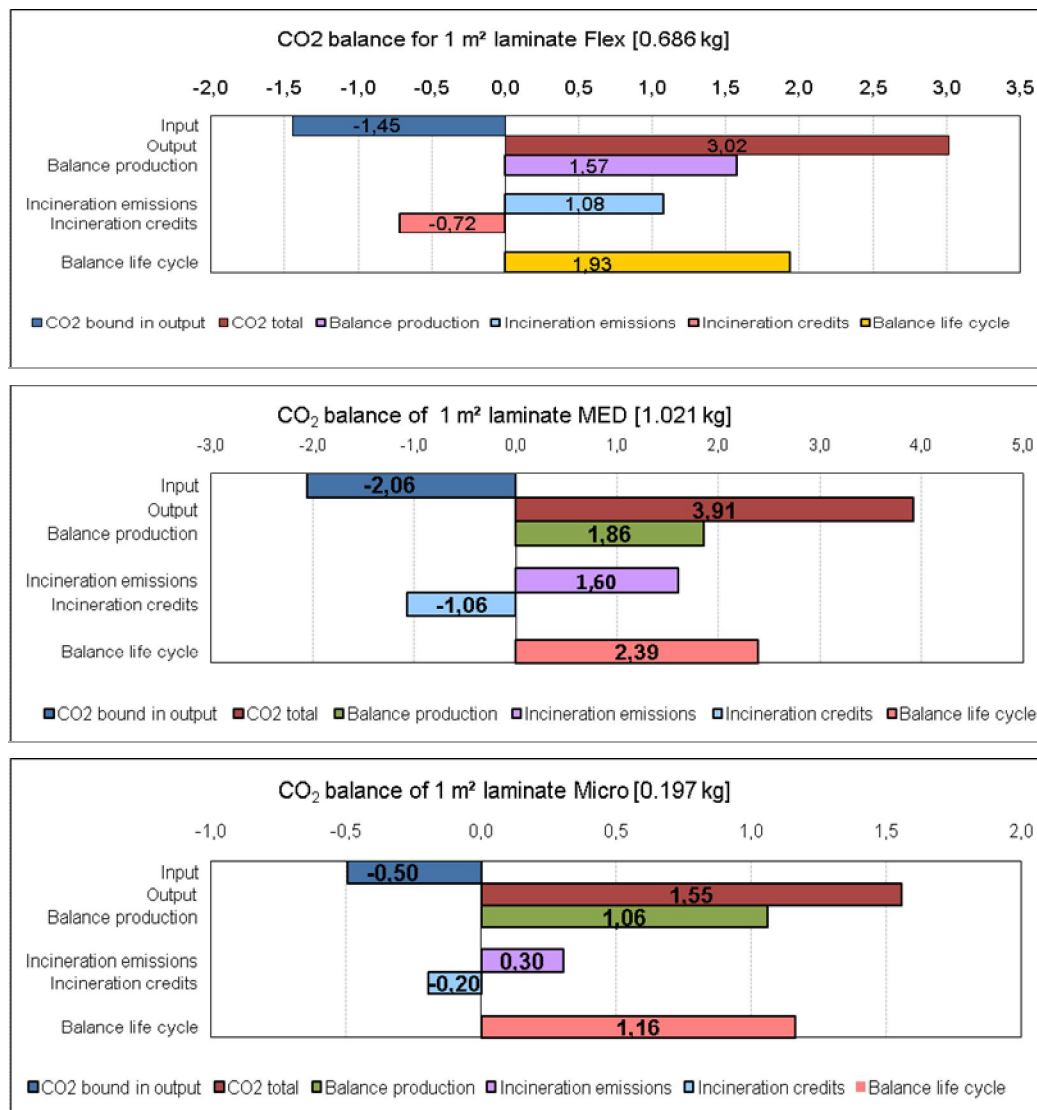 CO2 balance for 1 m² laminate Flex [0.686 kg]
-2,0 -1,5 -1,0 -0,5 0,0 0,5 1,0 1,5 2,0 2,5 3,0 3,5
Input -1,45
Output 3,02
Balance production 1,57
Incineration emissions 1,08
Incineration credits -0,72
Balance life cycle 1,93
CO2 bound in output CO2 total Balance production Incineration emissions Incineration credits Balance life cycle
CO₂ balance of 1 m² laminate MED [1.021 kg]
-3,0 -2,0 -1,0 0,0 1,0 2,0 3,0 4,0 5,0
Input -2,06
Output 3,91
Balance production 1,86
Incineration emissions 1,60
Incineration credits -1,06
Balance life cycle 2,39
CO2 bound in output CO2 total Balance production Incineration emissions Incineration credits Balance life cycle
CO₂ balance of 1 m² laminate Micro [0.197 kg]
-1,0 -0,5 0,0 0,5 1,0 1,5 2,0
Input -0,50
Output 1,55
Balance production 1,06
Incineration emissions 0,30
Incineration credits -0,20
Balance life cycle 1,16
CO2 bound in output CO2 total Balance production Incineration emissions Incineration credits Balance life cycle